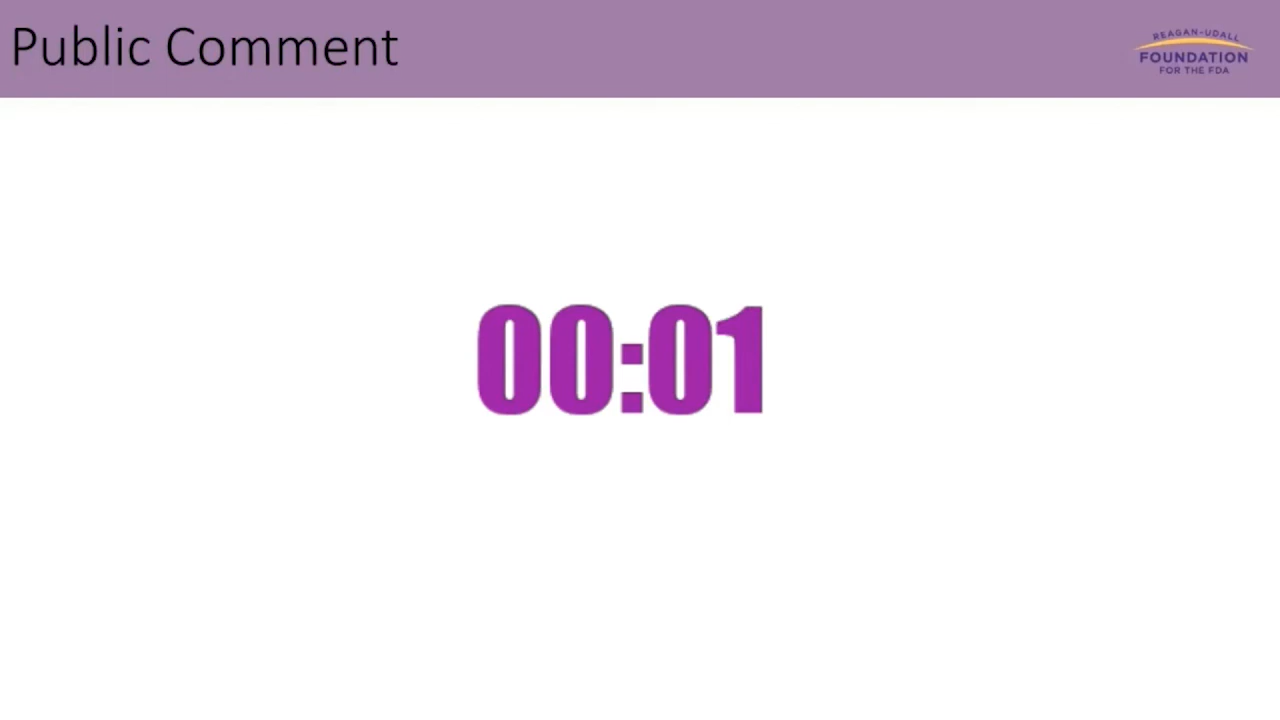 Public Comment
REAGAN-UDALL
FOUNDATION
FOR THE FDA
00:01